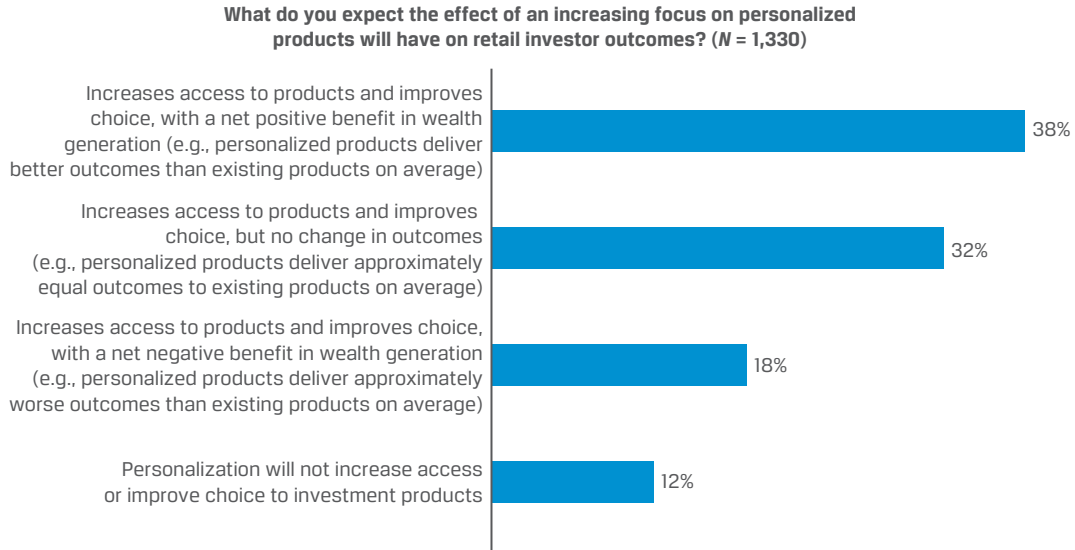 What do you expect the effect of an increasing focus on personalized
products will have on retail investor outcomes? (N = 1,330)
Increases access to products and improves
choice, with a net positive benefit in wealth
generation (e.g., personalized products deliver
better outcomes than existing products on average)
38%
Increases access to products and improves
choice, but no change in outcomes
(e.g., personalized products deliver approximately
equal outcomes to existing products on average)
32%
Increases access to products and improves choice,
with a net negative benefit in wealth generation
(e.g., personalized products deliver approximately
worse outcomes than existing products on average)
18%
Personalization will not increase access
or improve choice to investment products
12%